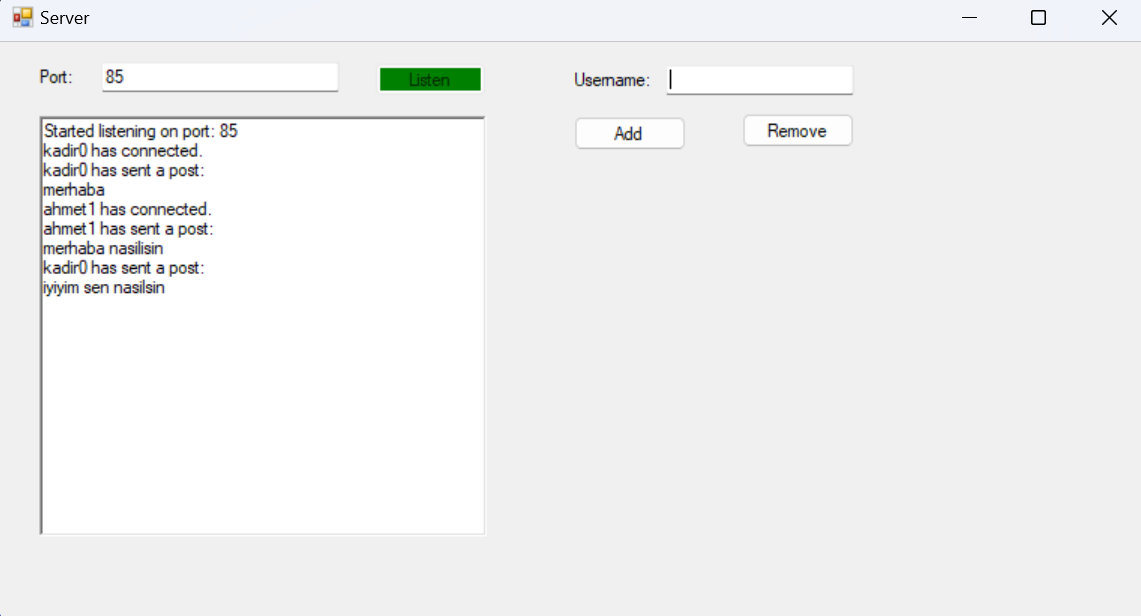 Server
Port: 85 Listen Username:
Add Remove
Started listening on port: 85
kadir0 has connected.
kadir0 has sent a post:
merhaba
ahmet1 has connected.
ahmet1 has sent a post:
merhaba nasilisin
kadir0 has sent a post:
iyiyim sen nasilsin